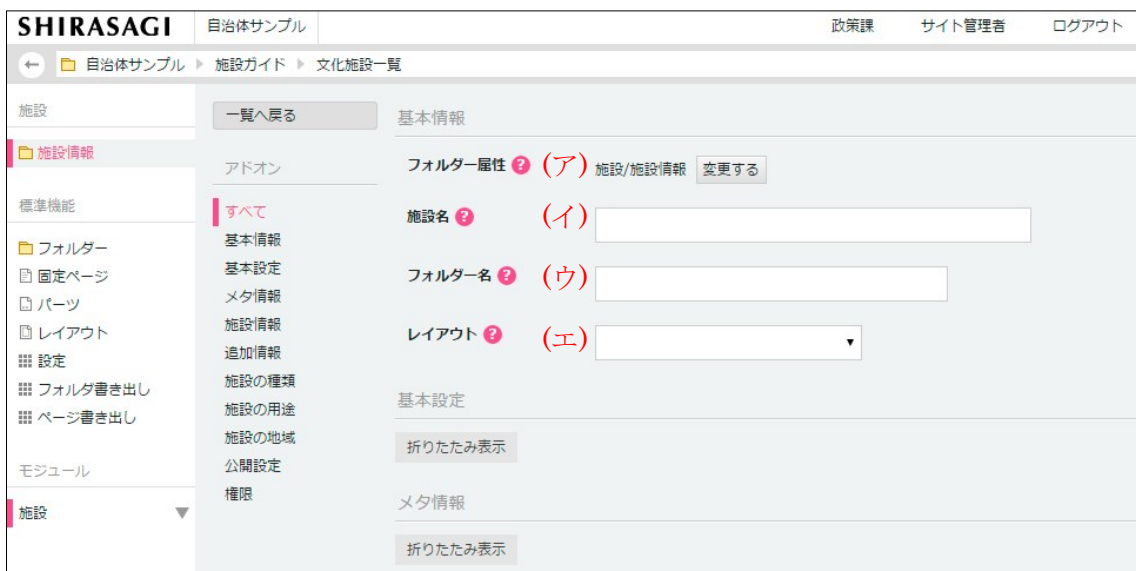 SHIRASAGI 自治体サンプル 政策課 サイト管理者 ログアウト
自治体サンプル 施設ガイド 文化施設一覧
施設
施設情報
標準機能
フォルダー
固定ページ
パーツ
レイアウト
設定
フォルダ書き出し
ページ書き出し
モジュール
施設
一覧へ戻る
アドオン
すべて
基本情報
基本設定
メタ情報
施設情報
追加情報
施設の種類
施設の用途
施設の地域
公開設定
権限
基本情報
フォルダー属性 ? (ア) 施設/施設情報 変更する
施設名 ? (イ)
フォルダー名 ? (ウ)
レイアウト ? (エ)
基本設定
折りたたみ表示
メタ情報
折りたたみ表示